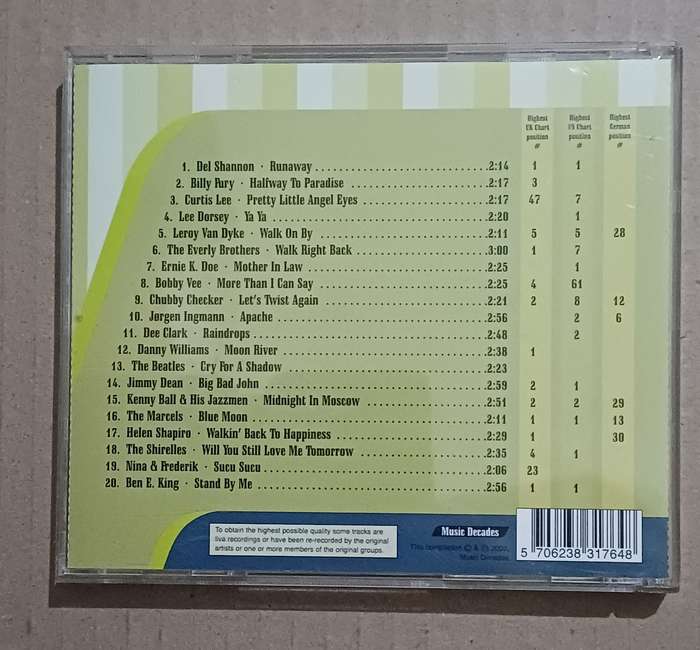 Highest UK Chart position # Highest US Chart position # Highest German position #
1. Del Shannon · Runaway 2:14 1 1
2. Billy Fury · Halfway To Paradise 2:17 3
3. Curtis Lee · Pretty Little Angel Eyes 2:17 47 7
4. Lee Dorsey · Ya Ya 2:20 1
5. Leroy Van Dyke · Walk On By 2:11 5 5 28
6. The Everly Brothers · Walk Right Back 3:00 1 7
7. Ernie K. Doe · Mother In Law 2:25 1
8. Bobby Vee · More Than I Can Say 2:25 4 61
9. Chubby Checker · Let's Twist Again 2:21 2 8 12
10. Jørgen Ingmann · Apache 2:56 2 6
11. Dee Clark · Raindrops 2:48 2
12. Danny Williams · Moon River 2:38 1
13. The Beatles · Cry For A Shadow 2:23
14. Jimmy Dean · Big Bad John 2:59 2 1
15. Kenny Ball & His Jazzmen · Midnight In Moscow 2:51 2 2 29
16. The Marcels · Blue Moon 2:11 1 1 13
17. Helen Shapiro · Walkin' Back To Happiness 2:29 1 30
18. The Shirelles · Will You Still Love Me Tomorrow 2:35 4 1
19. Nina & Frederik · Sucu Sucu 2:06 23
20. Ben E. King · Stand By Me 2:56 1 1
To obtain the highest possible quality some tracks are
liva recordings or have been re-recorded by the original
artists or one or more members of the original groups.
Music Decades
This compilation © & ℗
Music Decades
5 706238 317648